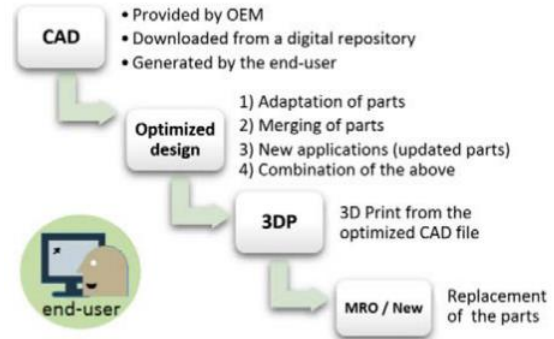 CAD
• Provided by OEM
• Downloaded from a digital repository
• Generated by the end-user
Optimized
design
1) Adaptation of parts
2) Merging of parts
3) New applications (updated parts)
4) Combination of the above
3DP
3D Print from the
optimized CAD file
end-user
MRO / New
Replacement
of the parts